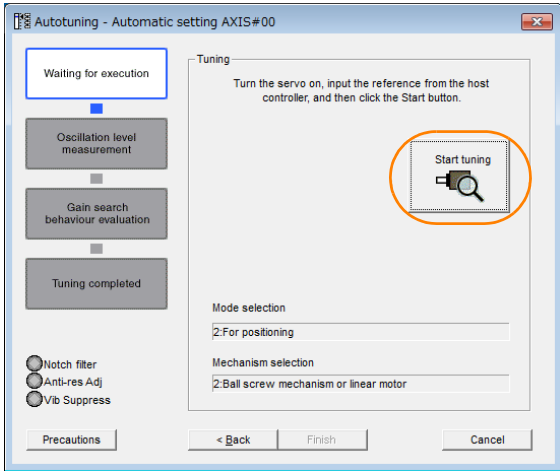 Autotuning - Automatic setting AXIS#00
Waiting for execution
Oscillation level
measurement
Gain search
behaviour evaluation
Tuning completed
Notch filter
Anti-res Adj
Vib Suppress
Tuning
Turn the servo on, input the reference from the host
controller, and then click the Start button.
Start tuning
Mode selection
2:For positioning
Mechanism selection
2:Ball screw mechanism or linear motor
Precautions
< Back
Finish
Cancel